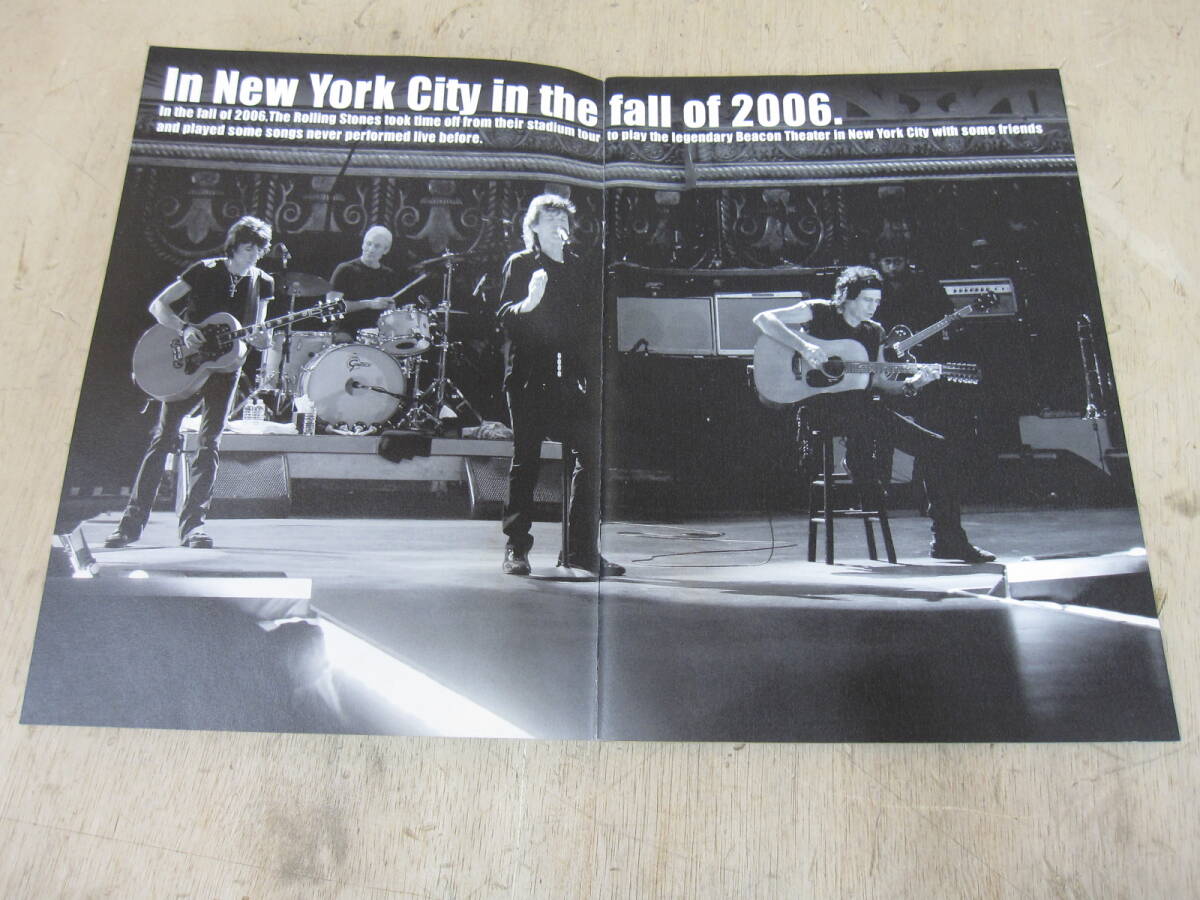 In New York City in the fall of 2006.
In the fall of 2006.The Rolling Stones took time off from their stadium tour to play the legendary Beacon Theater in New York City with some friends
and played some songs never performed live before.
Gretsch